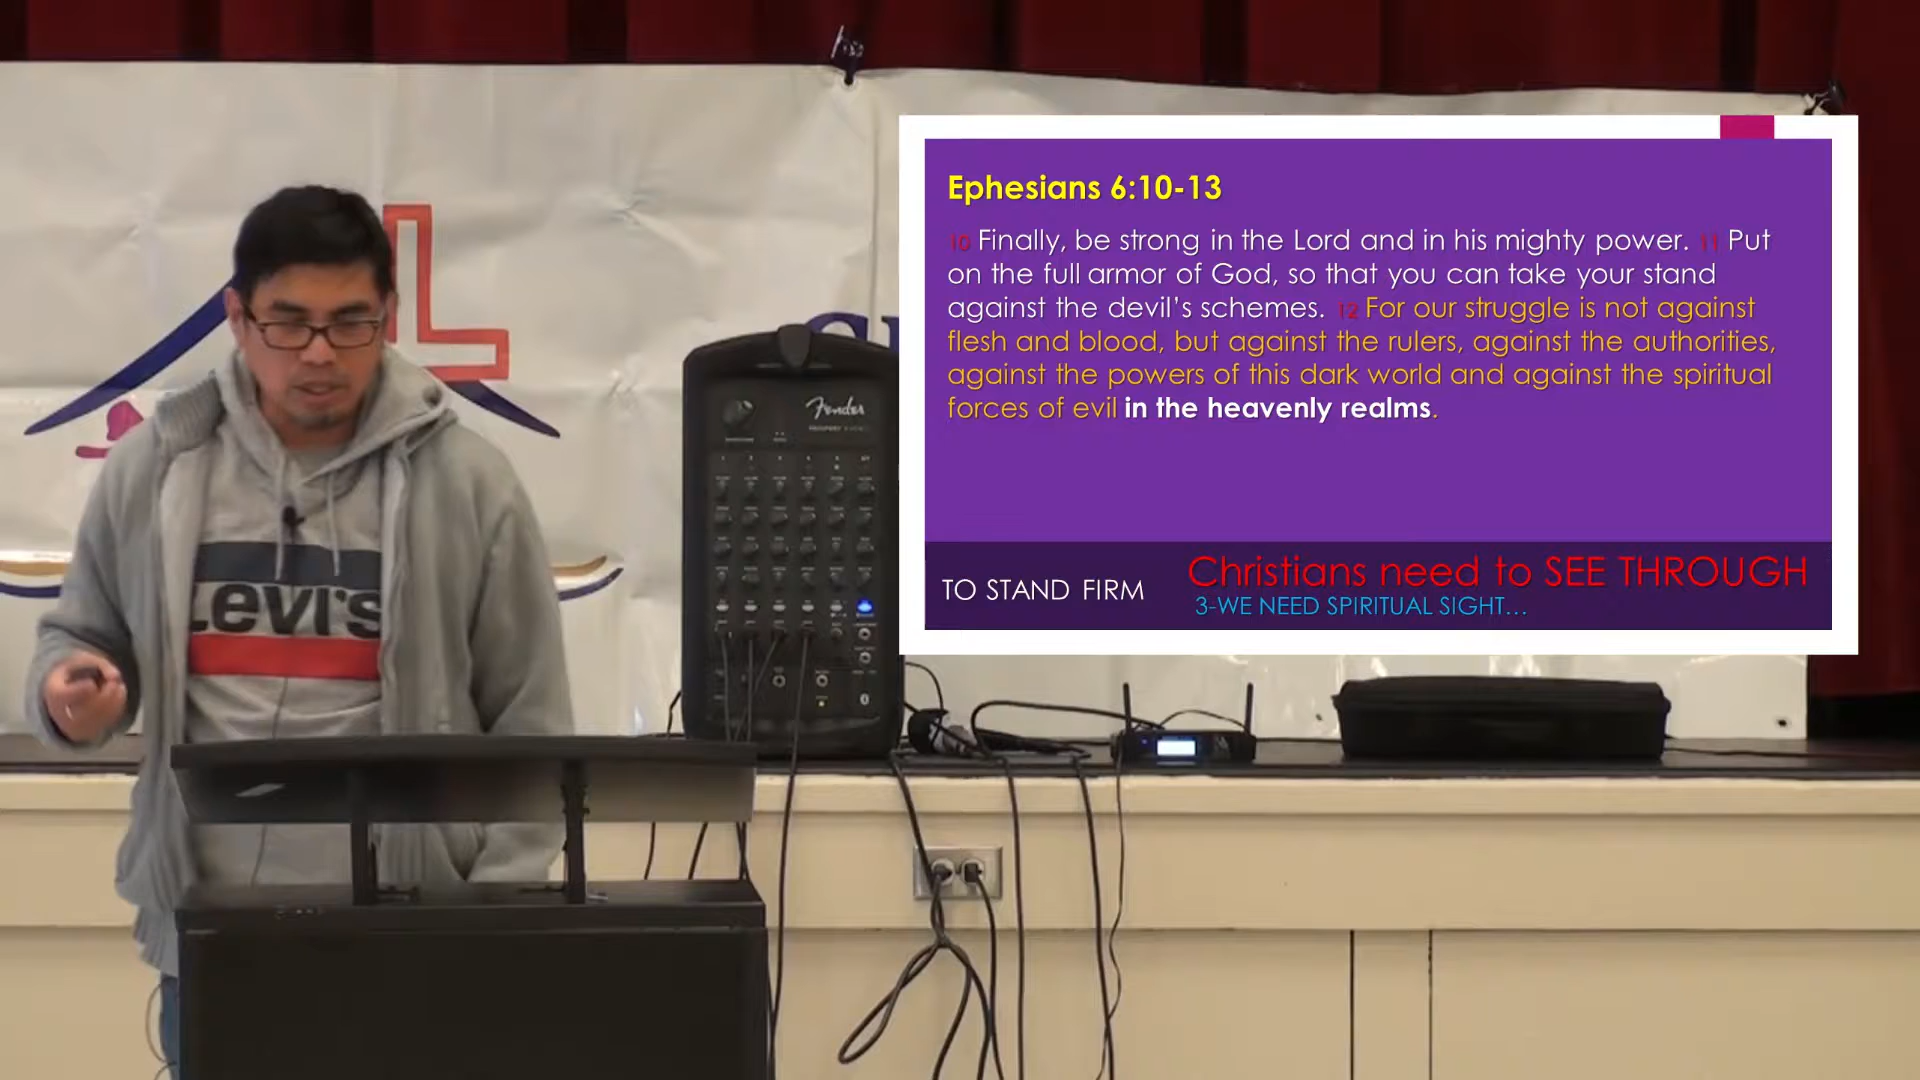 Ephesians 6:10-13
10 Finally, be strong in the Lord and in his mighty power. 11 Put
on the full armor of God, so that you can take your stand
against the devil's schemes. 12 For our struggle is not against
flesh and blood, but against the rulers, against the authorities,
against the powers of this dark world and against the spiritual
forces of evil in the heavenly realms.
TO STAND FIRM
Christians need to SEE THROUGH
3-WE NEED SPIRITUAL SIGHT...
Levi's
Fender